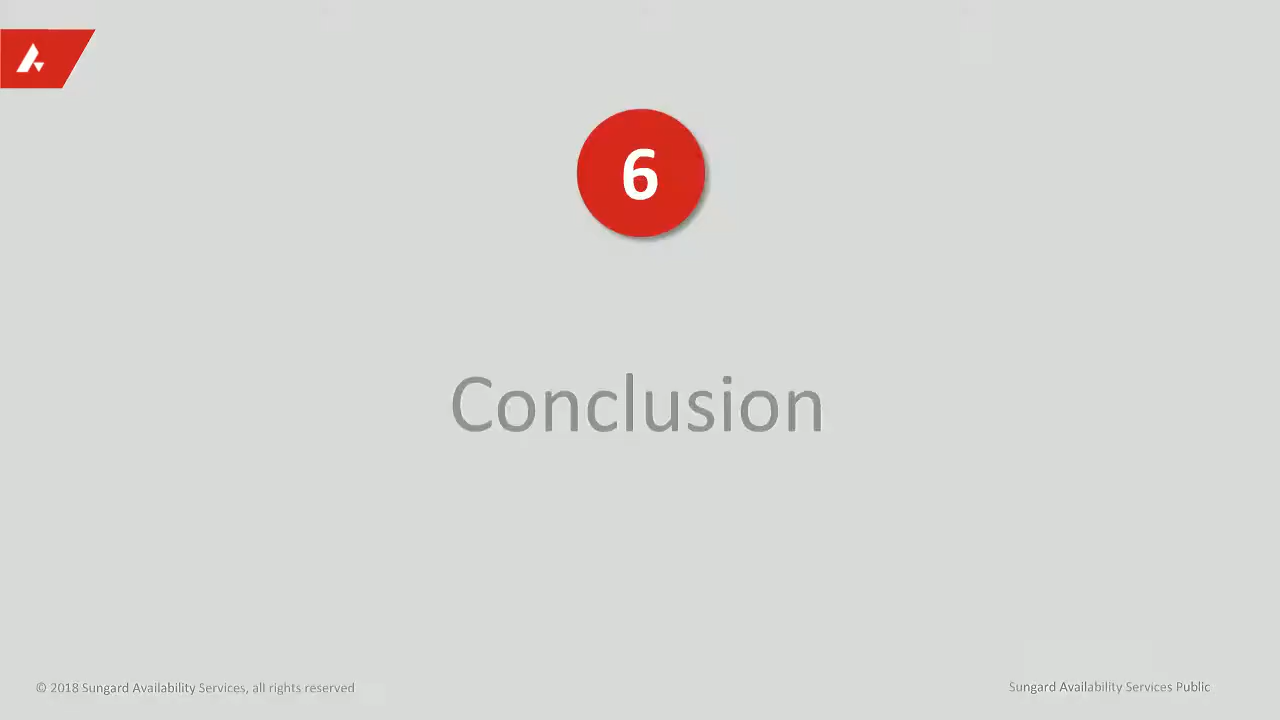 6
Conclusion
© 2018 Sungard Availability Services, all rights reserved
Sungard Availability Services Public